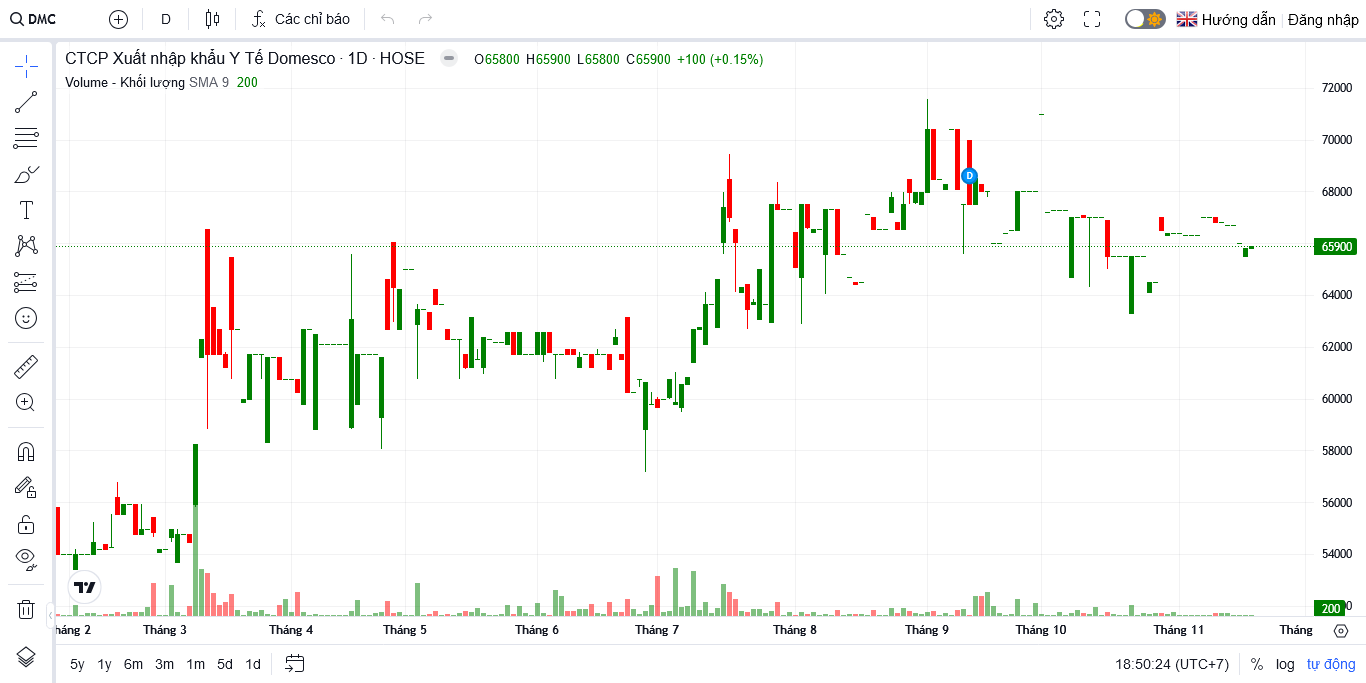 DMC D Các chỉ báo Hướng dẫn Đăng nhập
CTCP Xuất nhập khẩu Y Tế Domesco · 1D · HOSE O65800 H65900 L65800 C65900 +100 (+0.15%)
Volume - Khối lượng SMA 9 200
72000
70000
68000
65900
64000
62000
60000
58000
56000
54000
D
200
háng 2 Tháng 3 Tháng 4 Tháng 5 Tháng 6 Tháng 7 Tháng 8 Tháng 9 Tháng 10 Tháng 11 Tháng
5y 1y 6m 3m 1m 5d 1d 18:50:24 (UTC+7) % log tự động